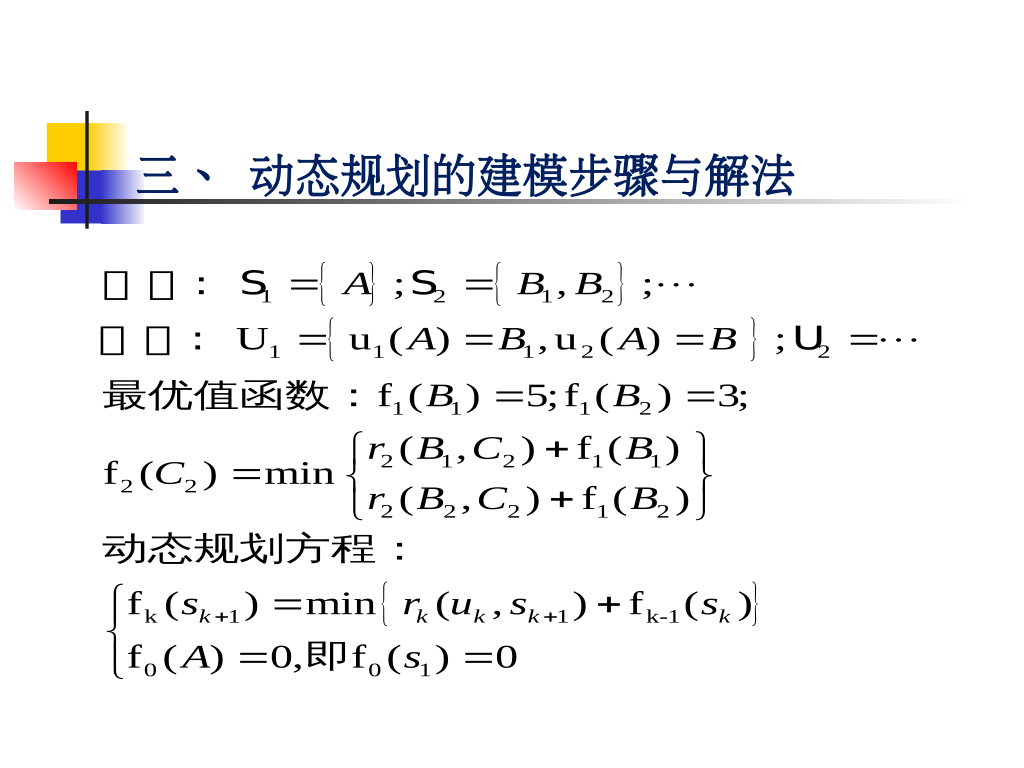 三、 动态规划的建模步骤与解法
： S₁ = { A } ; S₂ = { B₁ , B₂ } ; ⋯
： U₁ = { u₁ ( A ) = B₁ , u₂ ( A ) = B } ; U₂ = ⋯
最优值函数：f₁ ( B₁ ) = 5; f₁ ( B₂ ) = 3;
f₂ ( C₂ ) = min { r₂ ( B₁ , C₂ ) + f₁ ( B₁ )
r₂ ( B₂ , C₂ ) + f₁ ( B₂ ) }
动态规划方程：
{ fₖ ( sₖ₊₁ ) = min { rₖ ( uₖ , sₖ₊₁ ) + fₖ₋₁ ( sₖ ) }
f₀ ( A ) = 0, 即 f₀ ( s₁ ) = 0